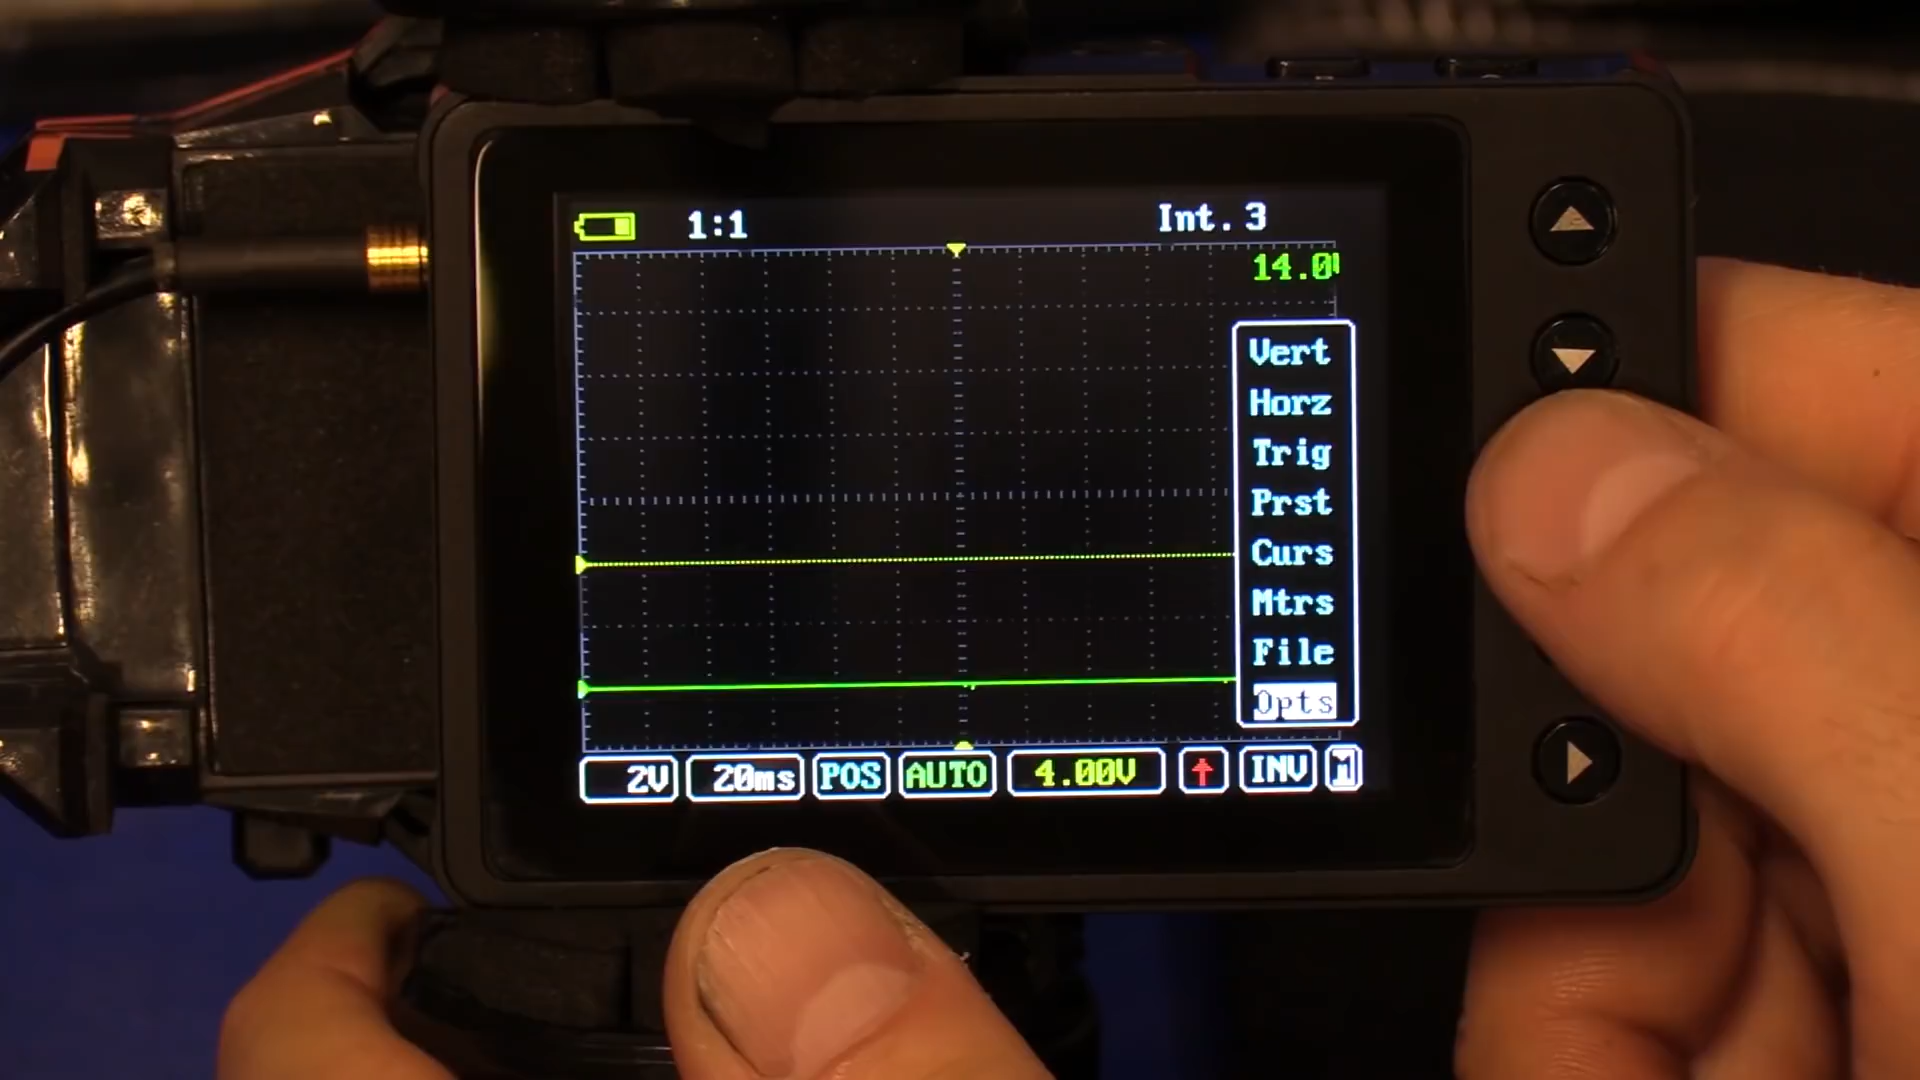 1:1 Int.3
14.0V
Vert
Horz
Trig
Prst
Curs
Mtrs
File
Opts
2V 20ms POS AUTO 4.00V ↑ INV